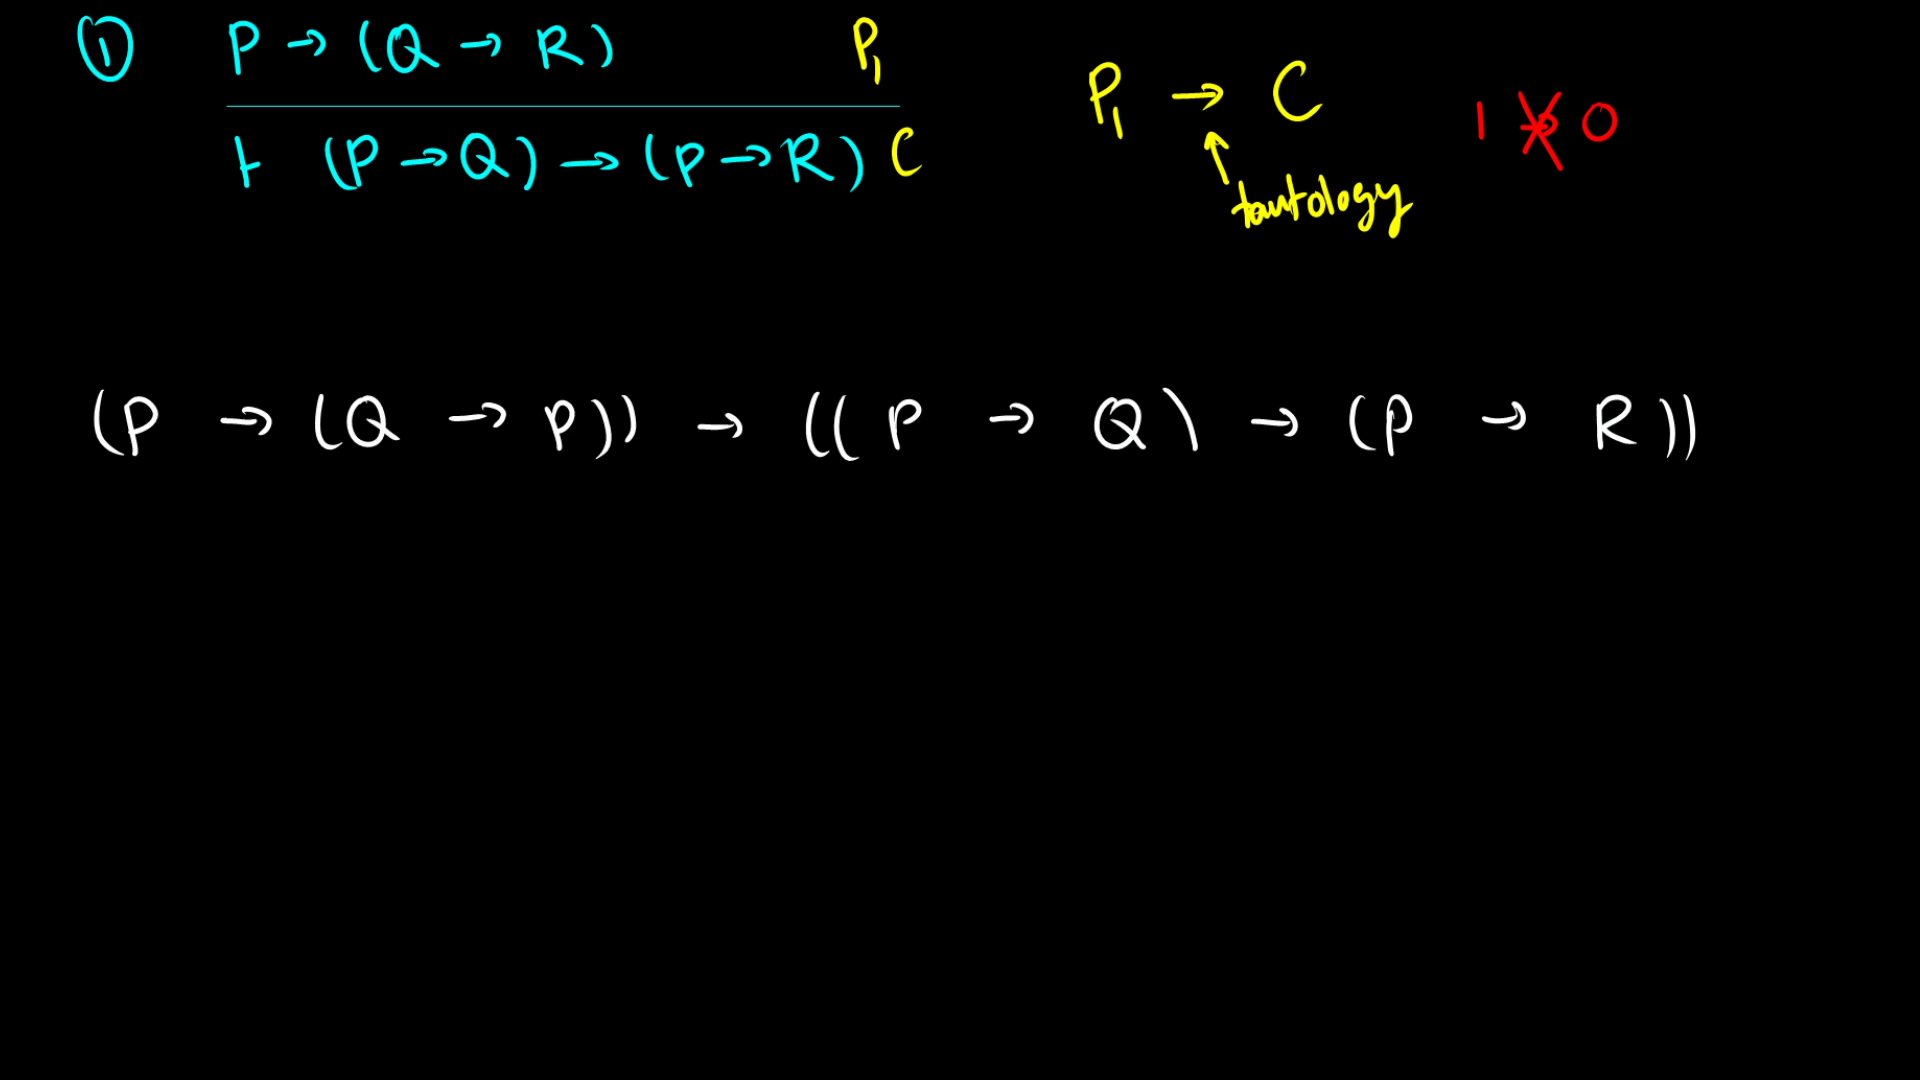 ① P → (Q → R) P₁
⊢ (P → Q) → (P → R) C
P₁ → C
tautology
1 ↛ 0
(P → (Q → P)) → ((P → Q) → (P → R))